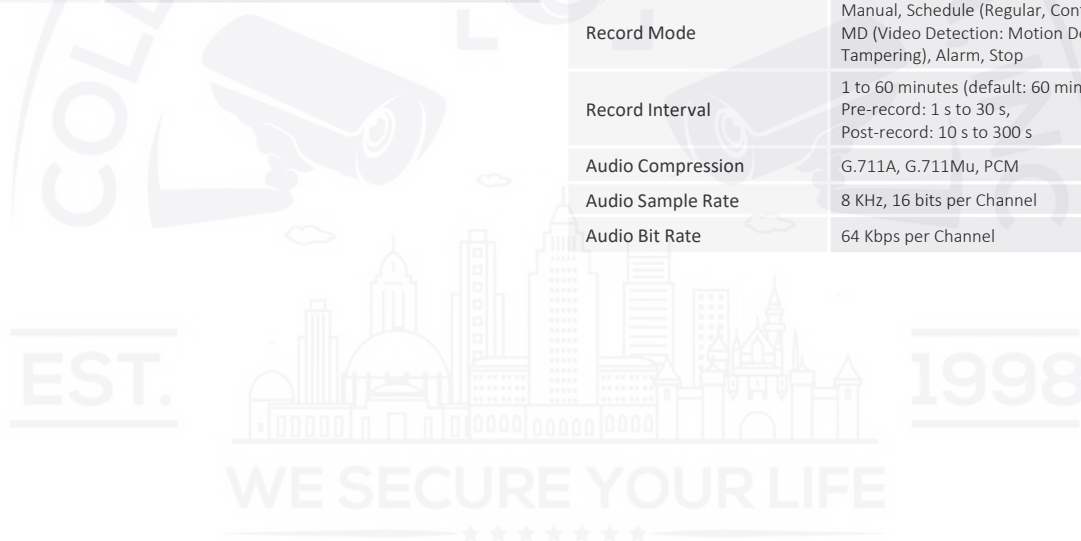 Record Mode
Manual, Schedule (Regular, 
MD (Video Detection: Motion
Tampering), Alarm, Stop
Record Interval
1 to 60 minutes (default: 60
Pre-record: 1 s to 30 s,
Post-record: 10 s to 300 s
Audio Compression
G.711A, G.711Mu, PCM
Audio Sample Rate
8 KHz, 16 bits per Channel
Audio Bit Rate
64 Kbps per Channel
EST.
1998
WE SECURE YOUR LIFE